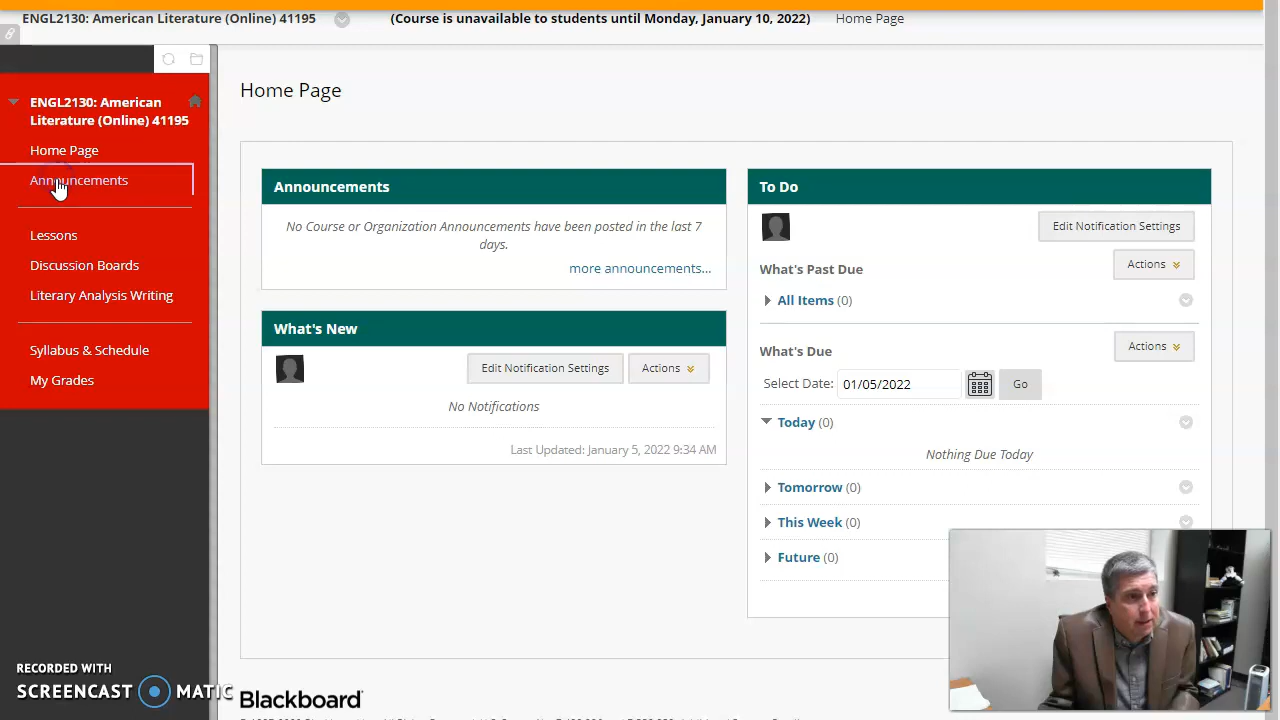 ENGL2130: American Literature (Online) 41195
(Course is unavailable to students until Monday, January 10, 2022)
Home Page
ENGL2130: American
Literature (Online) 41195
Home Page
Announcements
Lessons
Discussion Boards
Literary Analysis Writing
Syllabus & Schedule
My Grades
Home Page
Announcements
No Course or Organization Announcements have been posted in the last 7
days.
more announcements...
What's New
Edit Notification Settings
Actions
No Notifications
Last Updated: January 5, 2022 9:34 AM
To Do
Edit Notification Settings
Actions
What's Past Due
All Items (0)
What's Due
Actions
Select Date:
01/05/2022
Go
Today (0)
Nothing Due Today
Tomorrow (0)
This Week (0)
Future (0)
RECORDED WITH
SCREENCAST MATIC
Blackboard